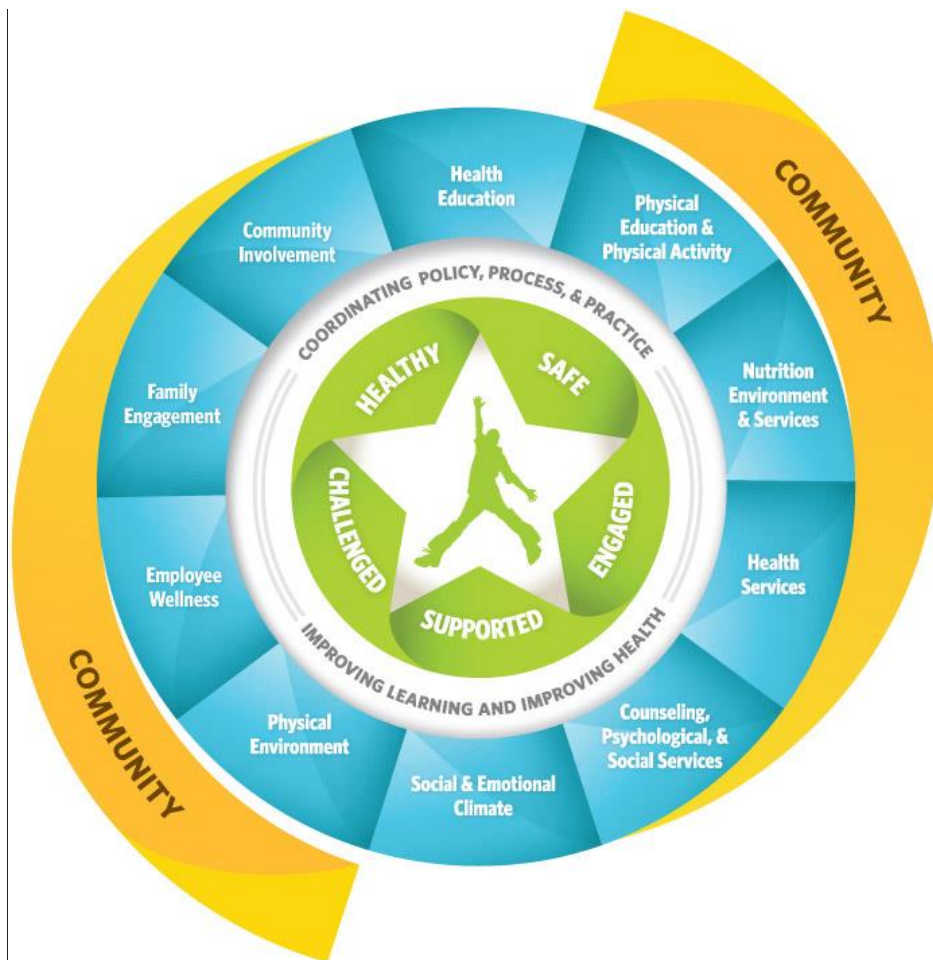 COMMUNITY
Health
Education
Physical
Education &
Physical Activity
Nutrition
Environment
& Services
Health
Services
Counseling,
Psychological, &
Social Services
Social & Emotional
Climate
Physical
Environment
Employee
Wellness
Family
Engagement
Community
Involvement
COORDINATING POLICY, PROCESS, & PRACTICE
IMPROVING LEARNING AND IMPROVING HEALTH
HEALTHY
SAFE
ENGAGED
SUPPORTED
CHALLENGED
COMMUNITY